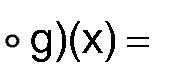 ∘ g)(x) =